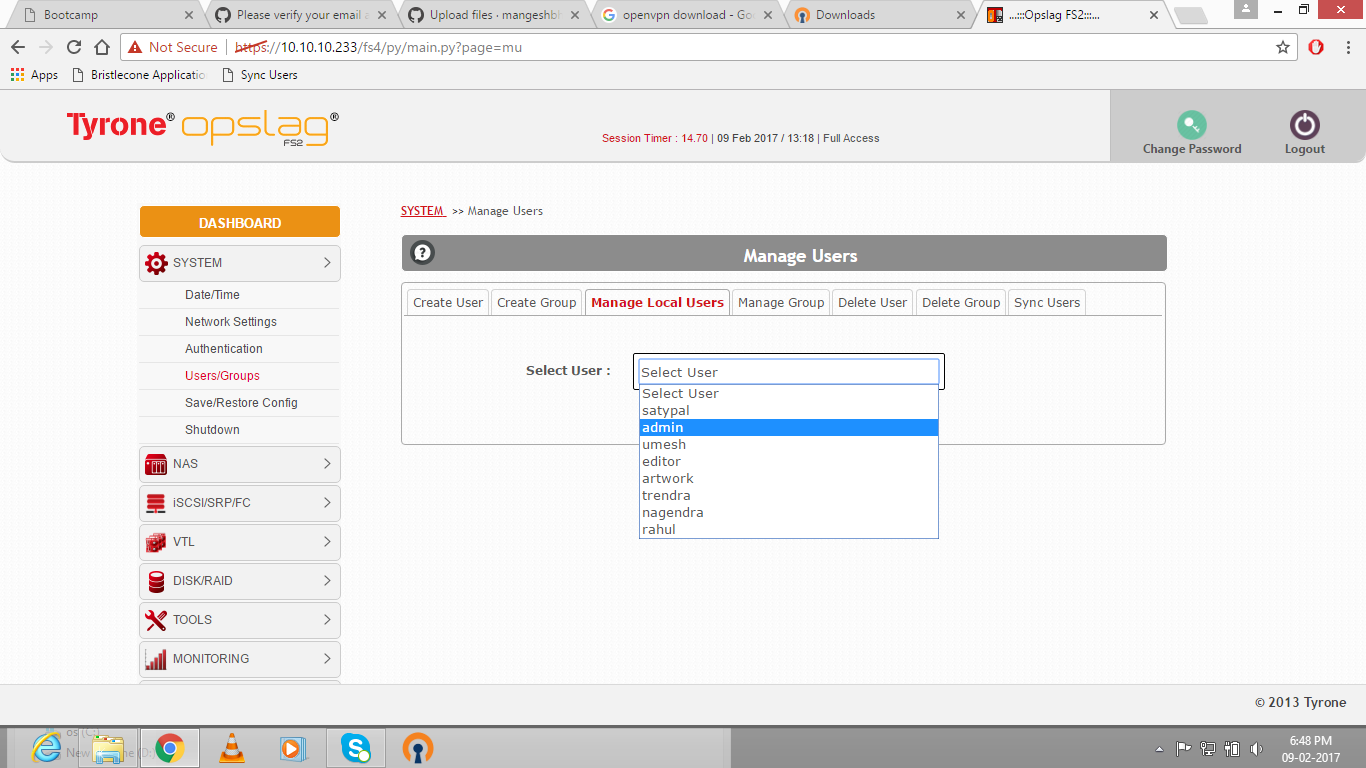 Bootcamp
Please verify your email a
Upload files · mangeshbh
openvpn download - Go
Downloads
...:::Opslag FS2:::...
Not Secure https://10.10.10.233/fs4/py/main.py?page=mu
Apps Bristlecone Applicatio Sync Users
Tyrone® opslag® FS2
Session Timer : 14.70 | 09 Feb 2017 / 13:18 | Full Access
Change Password
Logout
DASHBOARD
SYSTEM
Date/Time
Network Settings
Authentication
Users/Groups
Save/Restore Config
Shutdown
NAS
iSCSI/SRP/FC
VTL
DISK/RAID
TOOLS
MONITORING
SYSTEM >> Manage Users
? Manage Users
Create User Create Group Manage Local Users Manage Group Delete User Delete Group Sync Users
Select User : Select User
Select User
satypal
admin
umesh
editor
artwork
trendra
nagendra
rahul
© 2013 Tyrone
os (C:)
6:48 PM
09-02-2017